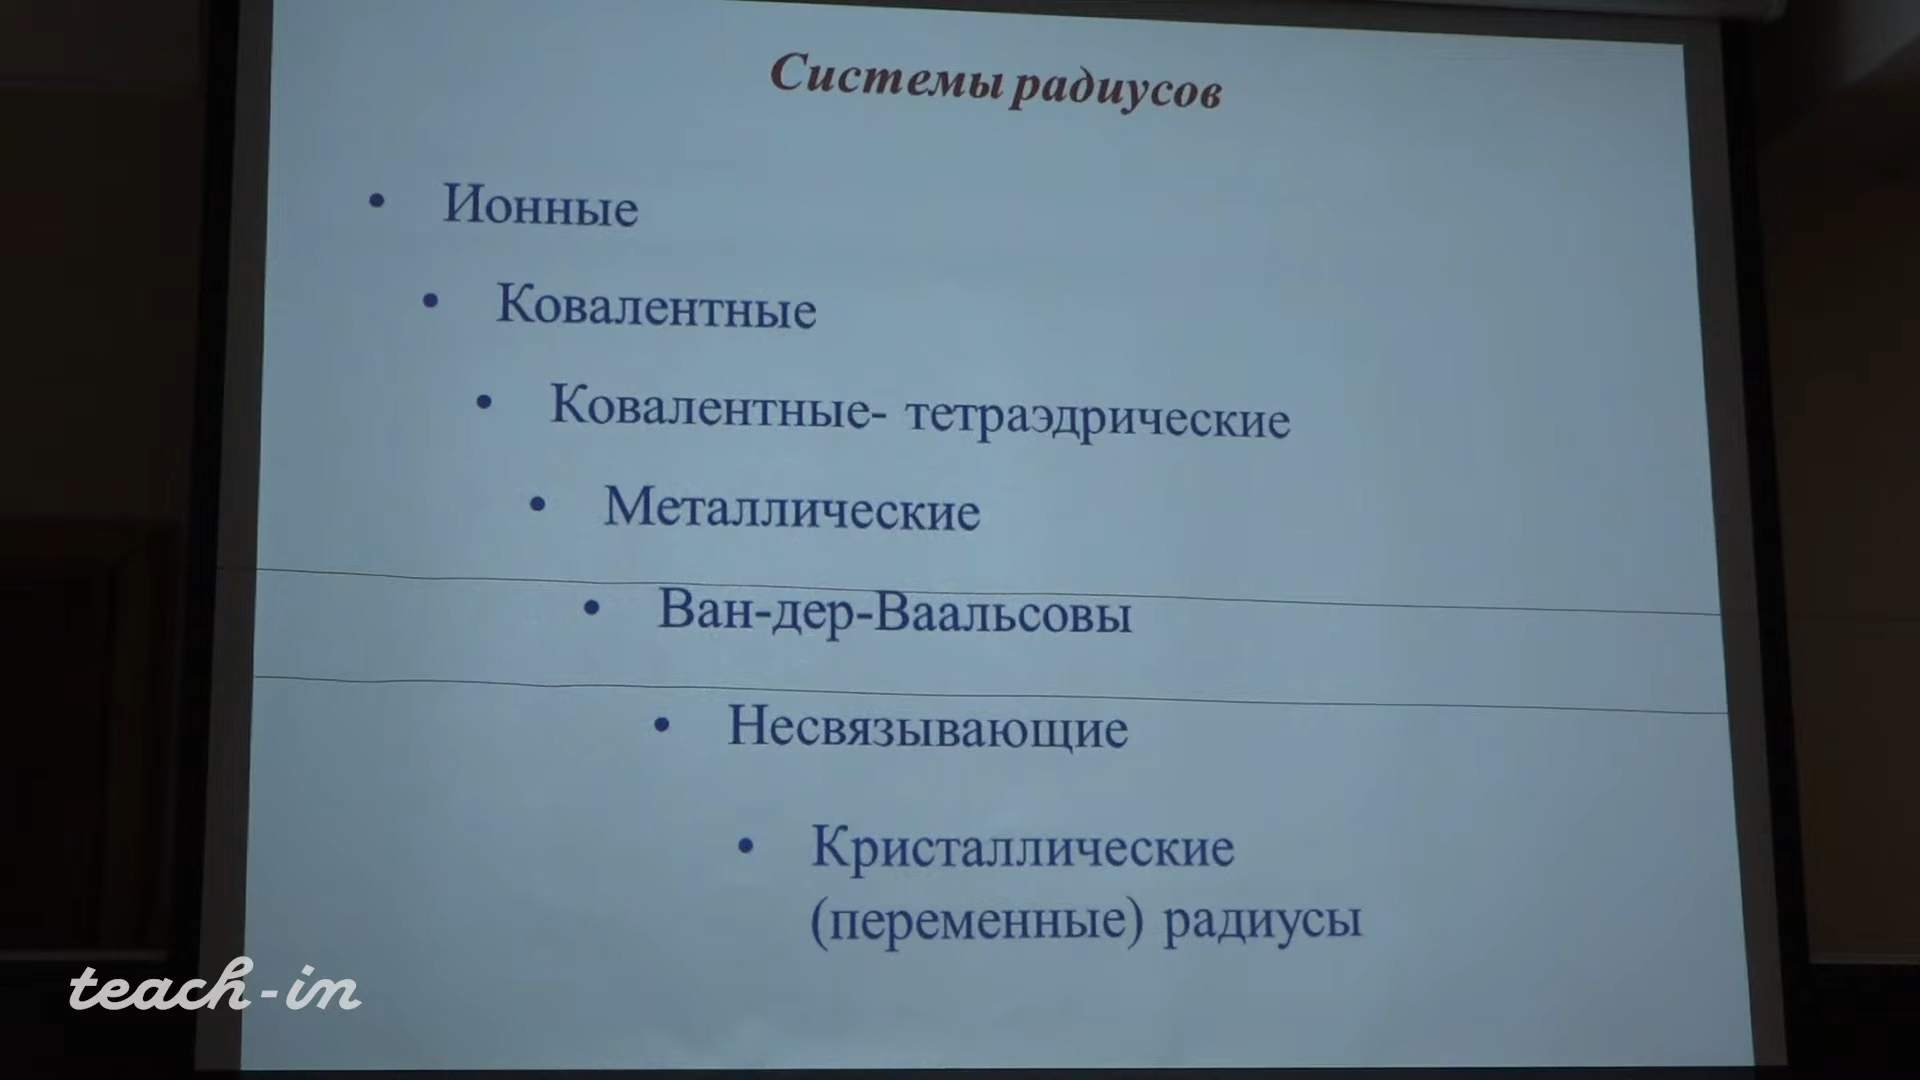 Системы радиусов
• Ионные
• Ковалентные
• Ковалентные- тетраэдрические
• Металлические
• Ван-дер-Ваальсовы
• Несвязывающие
• Кристаллические
(переменные) радиусы
teach-in